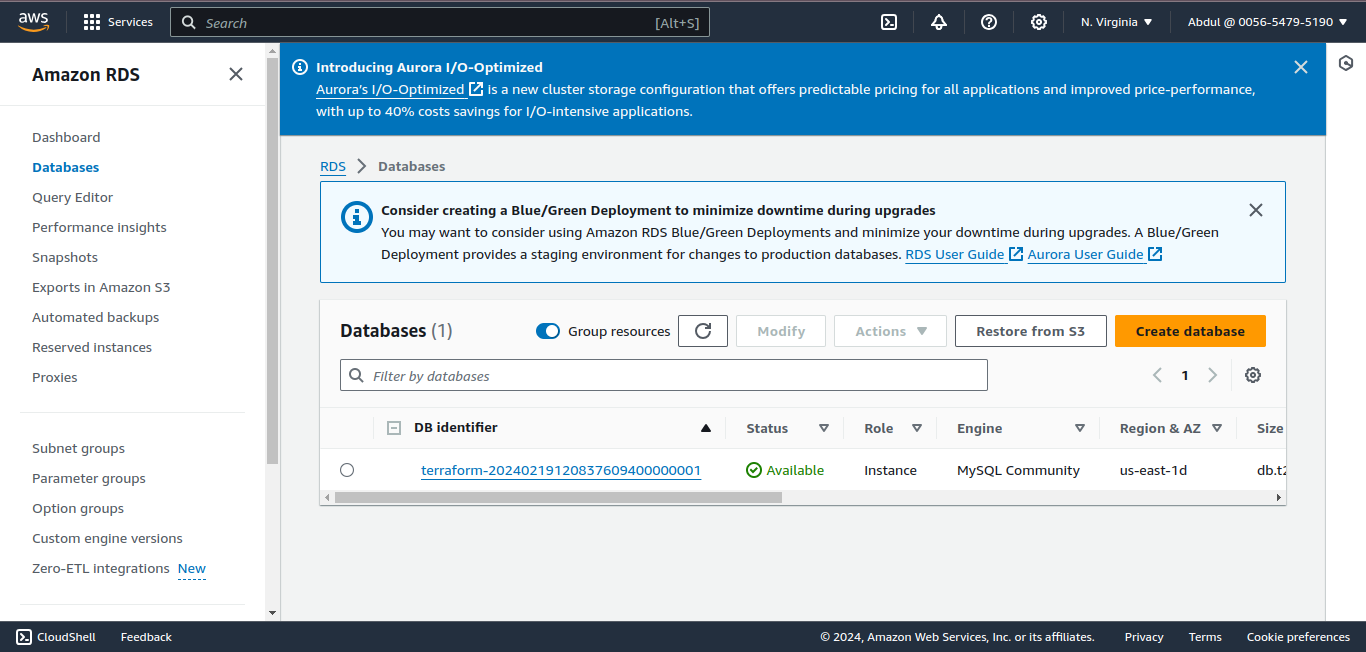 aws
Services
Search
[Alt+S]
N. Virginia
Abdul @ 0056-5479-5190
Amazon RDS
Dashboard
Databases
Query Editor
Performance insights
Snapshots
Exports in Amazon S3
Automated backups
Reserved instances
Proxies
Subnet groups
Parameter groups
Option groups
Custom engine versions
Zero-ETL integrations New
Introducing Aurora I/O-Optimized
Aurora's I/O-Optimized is a new cluster storage configuration that offers predictable pricing for all applications and improved price-performance,
with up to 40% costs savings for I/O-intensive applications.
RDS > Databases
Consider creating a Blue/Green Deployment to minimize downtime during upgrades
You may want to consider using Amazon RDS Blue/Green Deployments and minimize your downtime during upgrades. A Blue/Green
Deployment provides a staging environment for changes to production databases. RDS User Guide Aurora User Guide
Databases (1)
Group resources
Modify
Actions
Restore from S3
Create database
Filter by databases
1
DB identifier
Status
Role
Engine
Region & AZ
Size
terraform-20240219120837609400000001
Available
Instance
MySQL Community
us-east-1d
db.t2
CloudShell
Feedback
© 2024, Amazon Web Services, Inc. or its affiliates.
Privacy
Terms
Cookie preferences